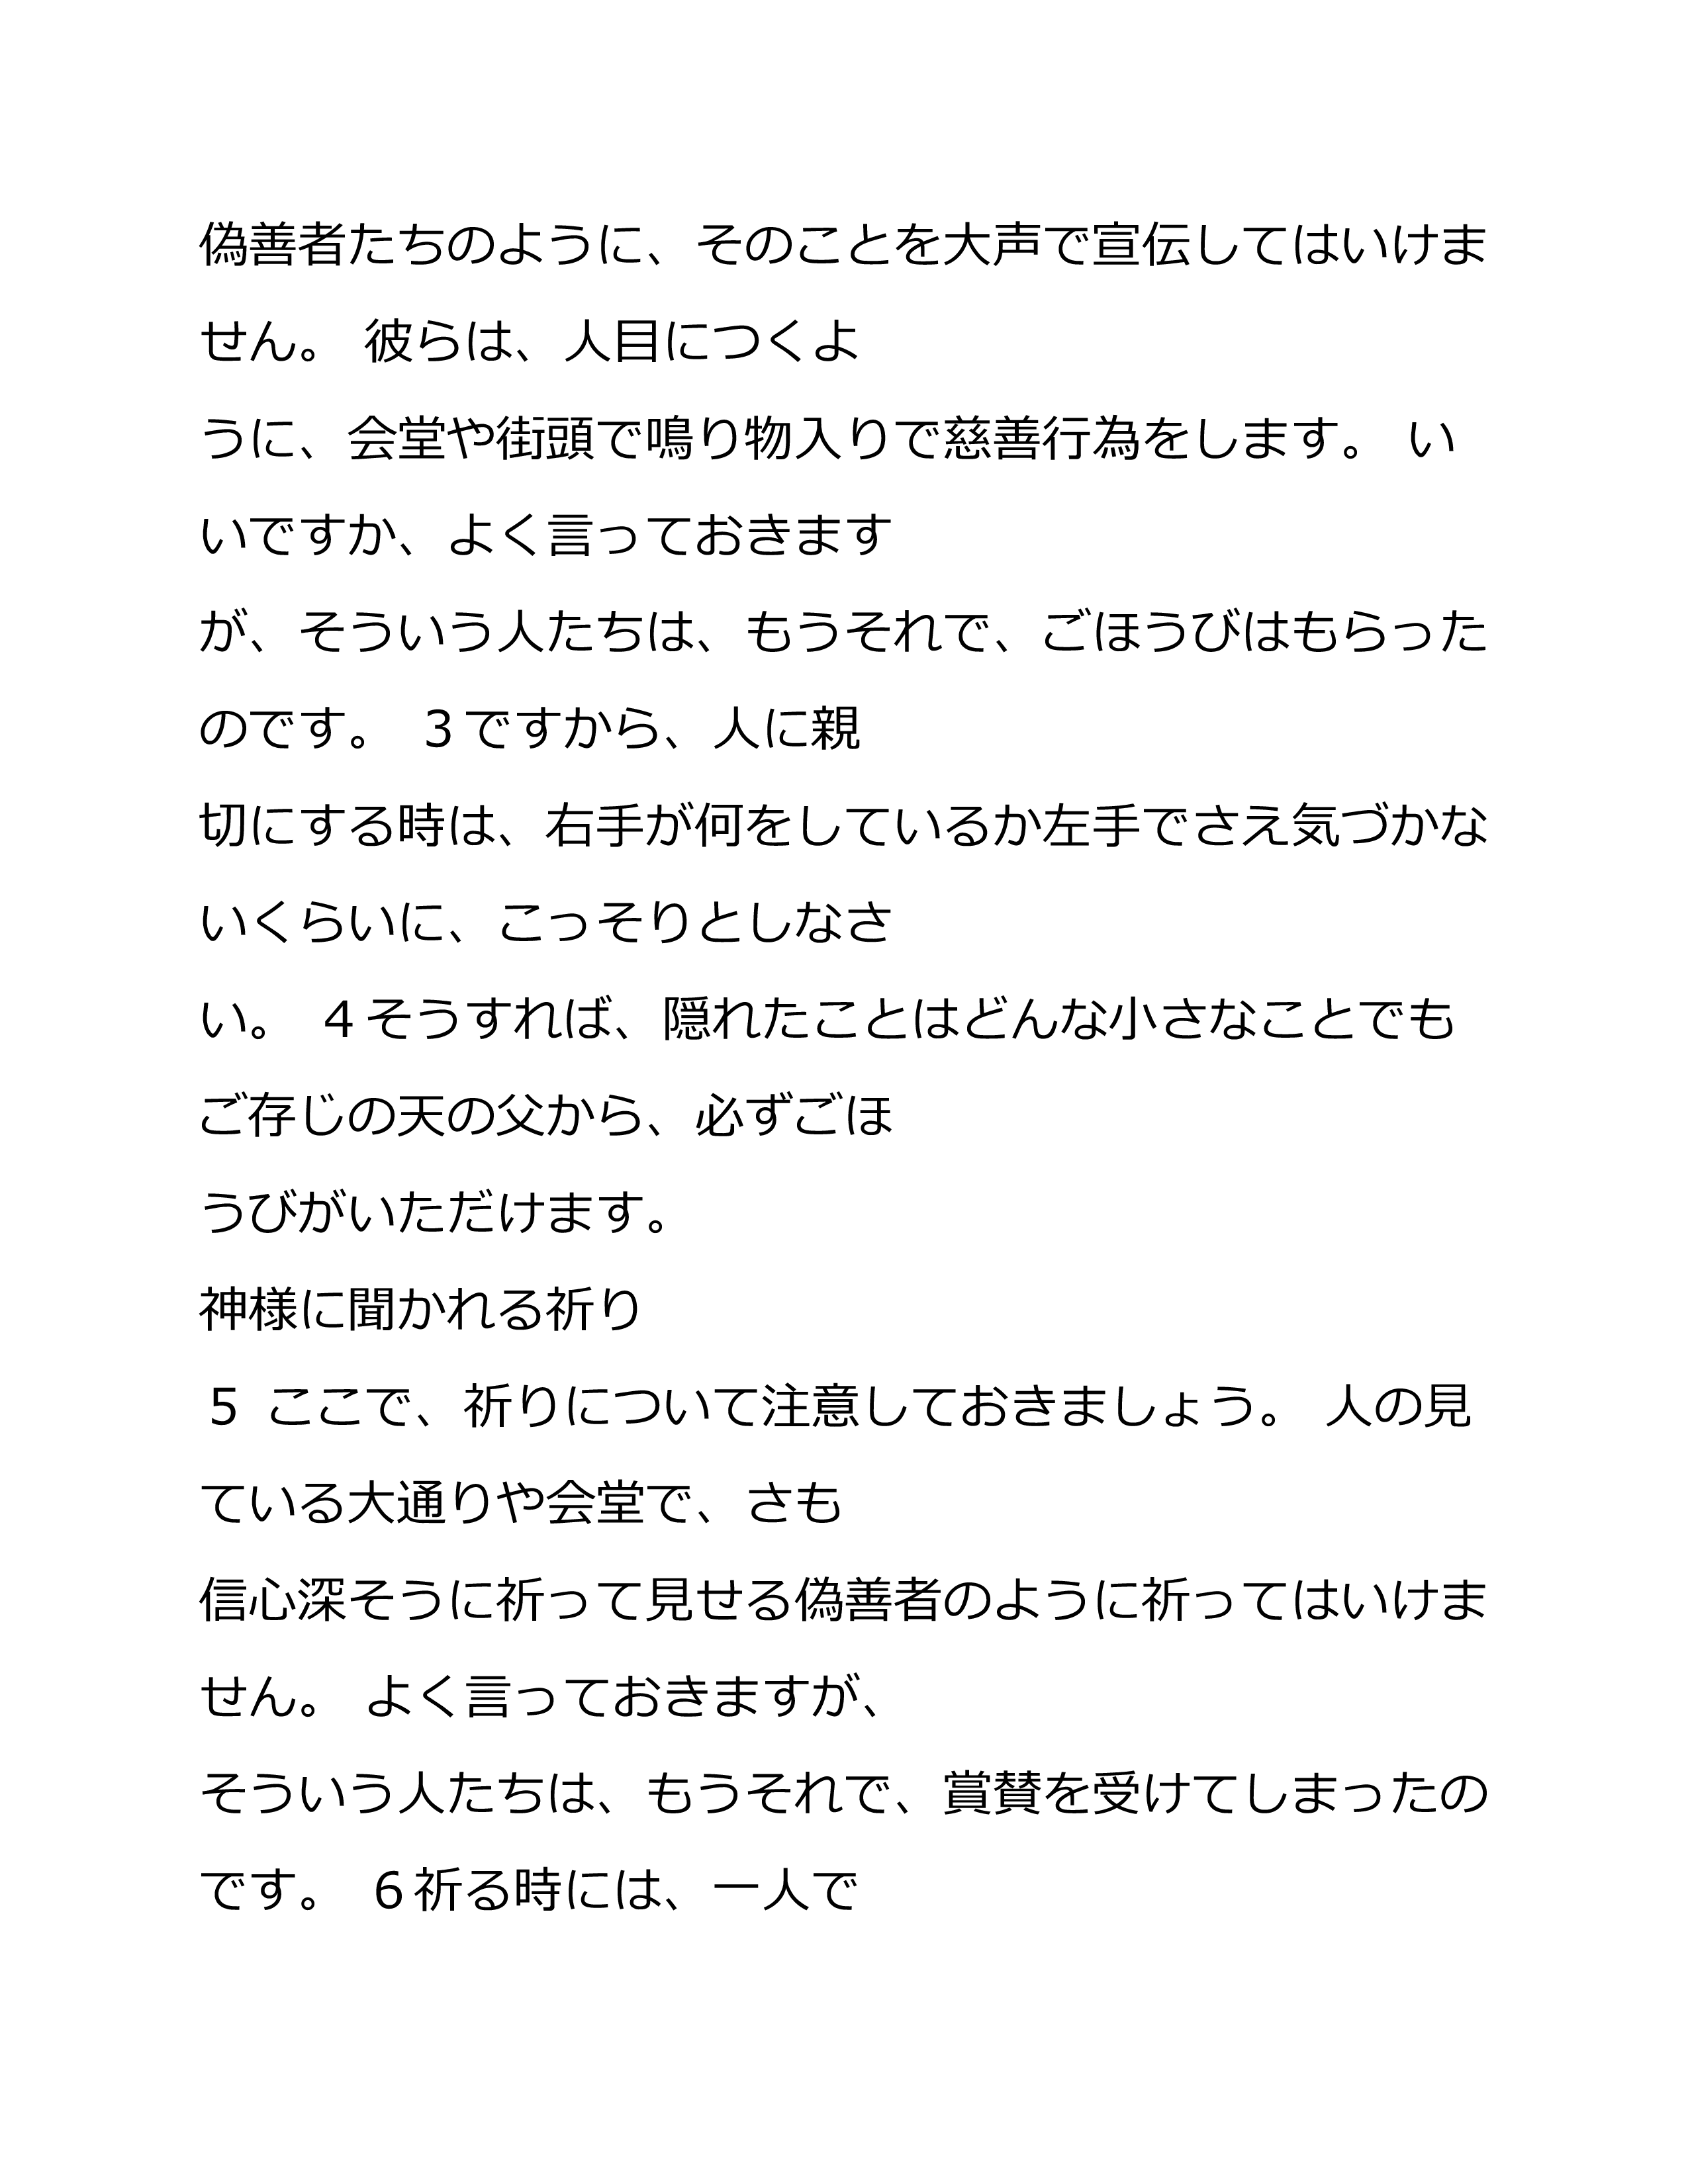 偽善者たちのように、そのことを大声で宣伝してはいけま
せん。 彼らは、人目につくよ
うに、会堂や街頭で鳴り物入りで慈善行為をします。 い
いですか、よく言っておきます
が、そういう人たちは、もうそれで、ごほうびはもらった
のです。 3 ですから、人に親
切にする時は、右手が何をしているか左手でさえ気づかな
いくらいに、こっそりとしなさ
い。 4 そうすれば、隠れたことはどんな小さなことでも
ご存じの天の父から、必ずごほ
うびがいただけます。
神様に聞かれる祈り
5 ここで、祈りについて注意しておきましょう。 人の見
ている大通りや会堂で、さも
信心深そうに祈って見せる偽善者のように祈ってはいけま
せん。 よく言っておきますが、
そういう人たちは、もうそれで、賞賛を受けてしまったの
です。 6 祈る時には、一人で